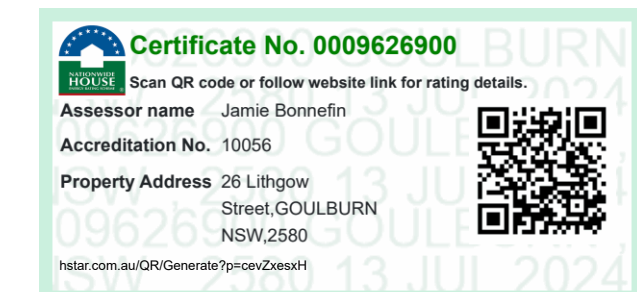 Certificate No. 0009626900
NATIONWIDE
HOUSE
ENERGY RATING SCHEME
Scan QR code or follow website link for rating details.
Assessor name Jamie Bonnefin
Accreditation No. 10056
Property Address 26 Lithgow
Street,GOULBURN
NSW,2580
hstar.com.au/QR/Generate?p=cevZxesxH